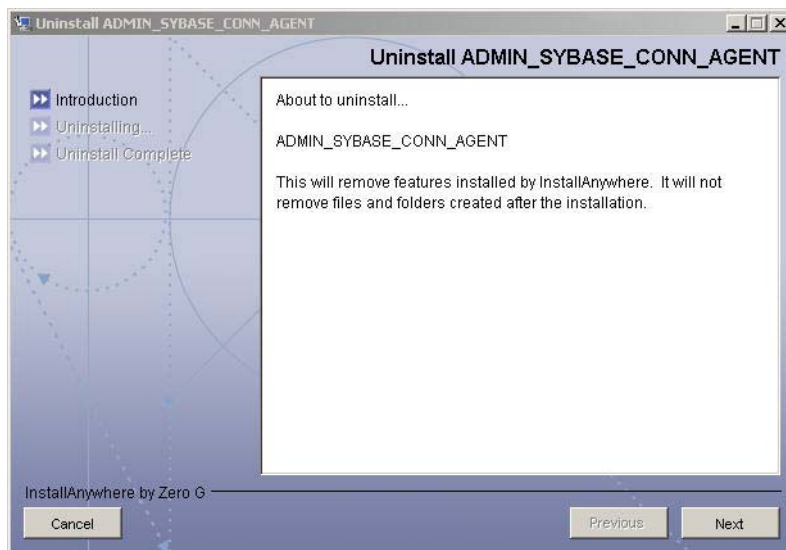 Uninstall ADMIN_SYBASE_CONN_AGENT
Uninstall ADMIN_SYBASE_CONN_AGENT
Introduction
Uninstalling...
Uninstall Complete
About to uninstall...
ADMIN_SYBASE_CONN_AGENT
This will remove features installed by InstallAnywhere. It will not
remove files and folders created after the installation.
InstallAnywhere by Zero G
Cancel
Previous
Next